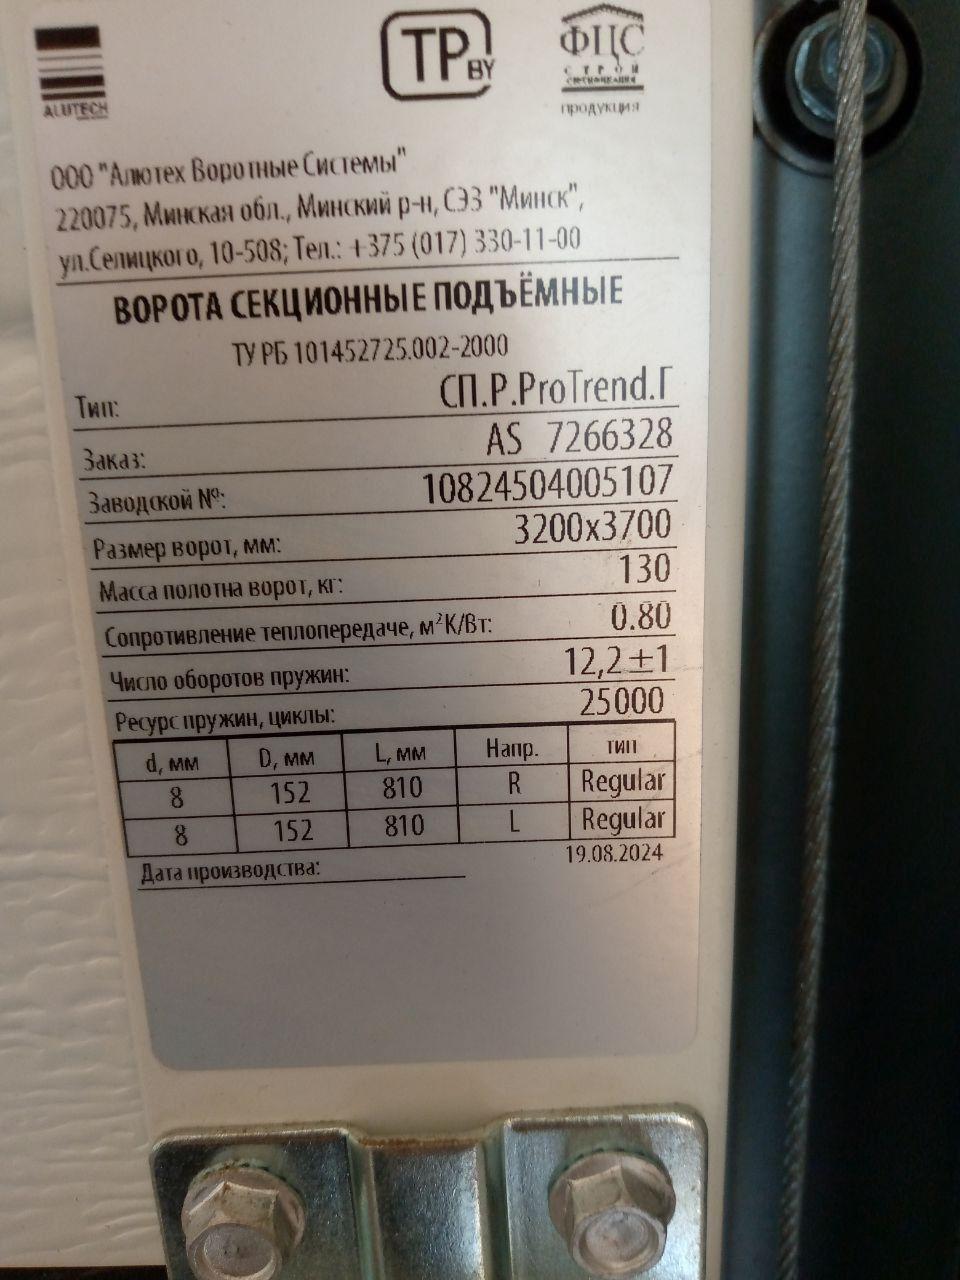 ALUTECH
ТР BY
ФЦС
СТРОЙ
СЕРТИФИКАЦИЯ
ПРОДУКЦИЯ
ООО "Алютех Воротные Системы"
220075, Минская обл., Минский р-н, СЭЗ "Минск",
ул.Селицкого, 10-508; Тел.: +375 (017) 330-11-00
ВОРОТА СЕКЦИОННЫЕ ПОДЪЁМНЫЕ
ТУ РБ 101452725.002-2000
Тип: СП.Р.ProTrend.Г
Заказ: AS 7266328
Заводской №: 10824504005107
Размер ворот, мм: 3200x3700
Масса полотна ворот, кг: 130
Сопротивление теплопередаче, м²К/Вт: 0.80
Число оборотов пружин: 12,2 ±1
Ресурс пружин, циклы: 25000
d, мм D, мм L, мм Напр. тип
8 152 810 R Regular
8 152 810 L Regular
Дата производства: 19.08.2024